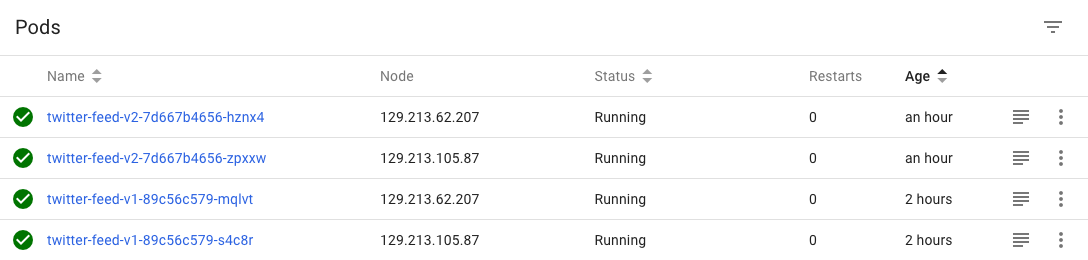 Pods
Name Node Status Restarts Age
twitter-feed-v2-7d667b4656-hznx4 129.213.62.207 Running 0 an hour
twitter-feed-v2-7d667b4656-zpxxw 129.213.105.87 Running 0 an hour
twitter-feed-v1-89c56c579-mqlvt 129.213.62.207 Running 0 2 hours
twitter-feed-v1-89c56c579-s4c8r 129.213.105.87 Running 0 2 hours